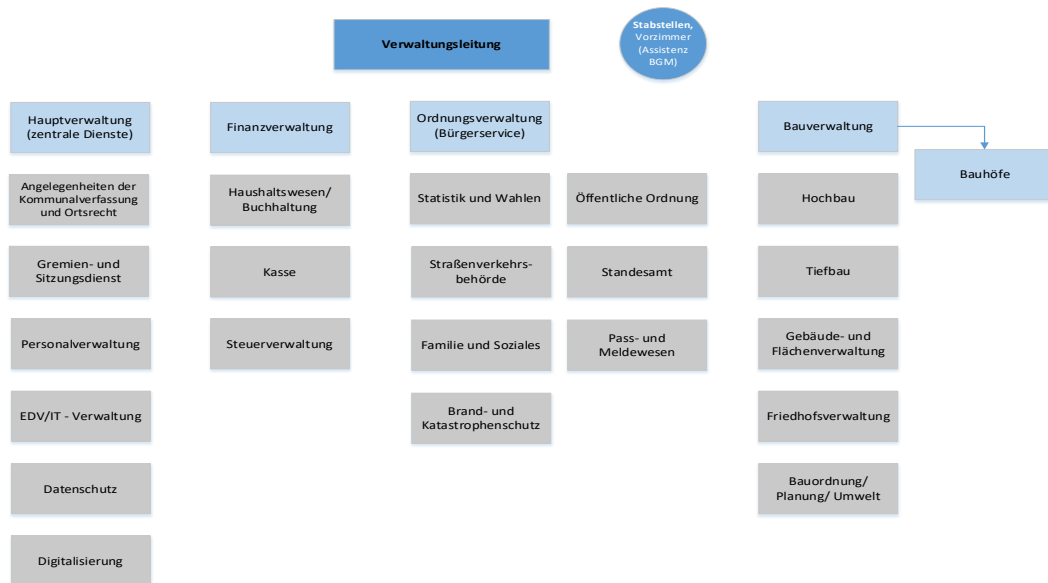 Verwaltungsleitung
Stabstellen,
Vorzimmer
(Assistenz
BGM)
Hauptverwaltung
(zentrale Dienste)
Finanzverwaltung
Ordnungsverwaltung
(Bürgerservice)
Bauverwaltung
Bauhöfe
Angelegenheiten der
Kommunalverfassung
und Ortsrecht
Haushaltswesen/
Buchhaltung
Statistik und Wahlen
Öffentliche Ordnung
Hochbau
Gremien- und
Sitzungsdienst
Kasse
Straßenverkehrs-
behörde
Standesamt
Tiefbau
Personalverwaltung
Steuerverwaltung
Familie und Soziales
Pass- und
Meldewesen
Gebäude- und
Flächenverwaltung
EDV/IT - Verwaltung
Brand- und
Katastrophenschutz
Friedhofsverwaltung
Datenschutz
Bauordnung/
Planung/ Umwelt
Digitalisierung